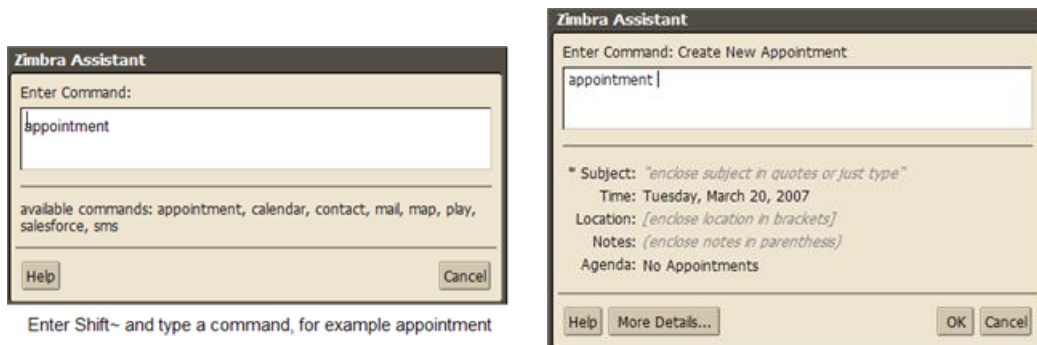 Zimbra Assistant
Enter Command:
appointment
available commands: appointment, calendar, contact, mail, map, play,
salesforce, sms
Help Cancel
Enter Shift~ and type a command, for example appointment
Zimbra Assistant
Enter Command: Create New Appointment
appointment
* Subject: "enclose subject in quotes or just type"
Time: Tuesday, March 20, 2007
Location: [enclose location in brackets]
Notes: (enclose notes in parenthesis)
Agenda: No Appointments
Help More Details... OK Cancel